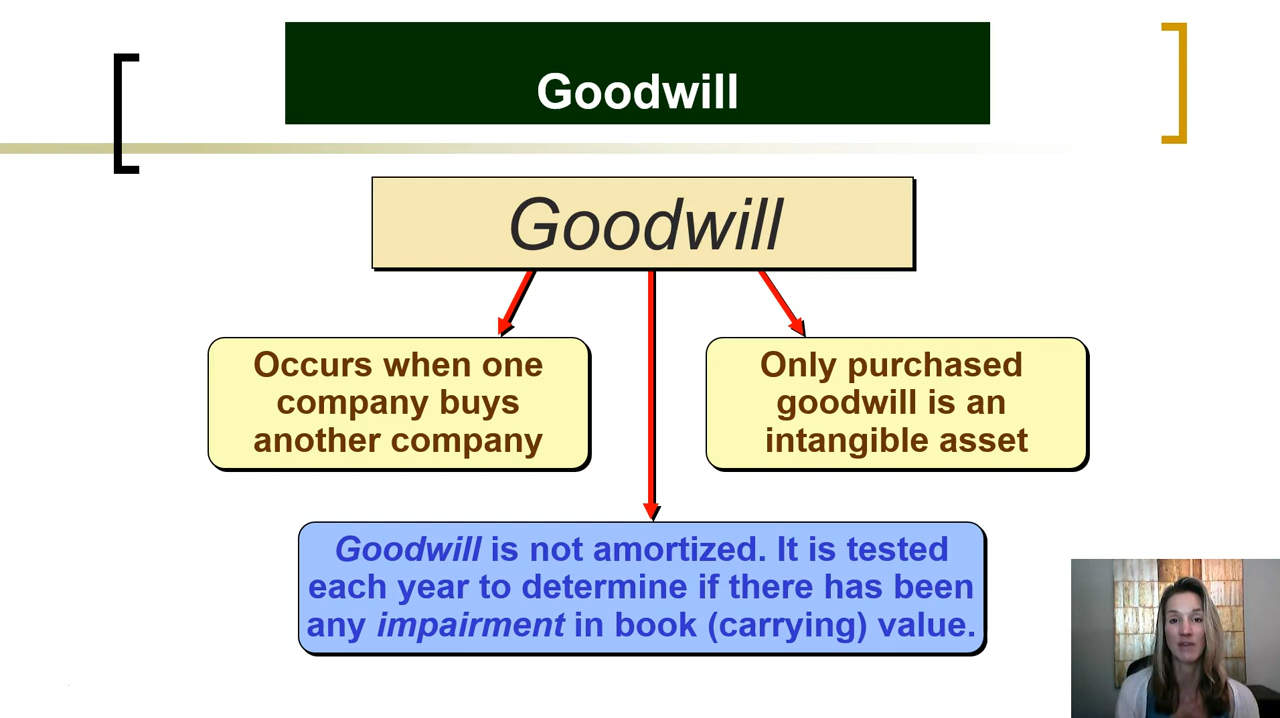 Goodwill
Goodwill
Occurs when one
company buys
another company
Only purchased
goodwill is an
intangible asset
Goodwill is not amortized. It is tested
each year to determine if there has been
any impairment in book (carrying) value.